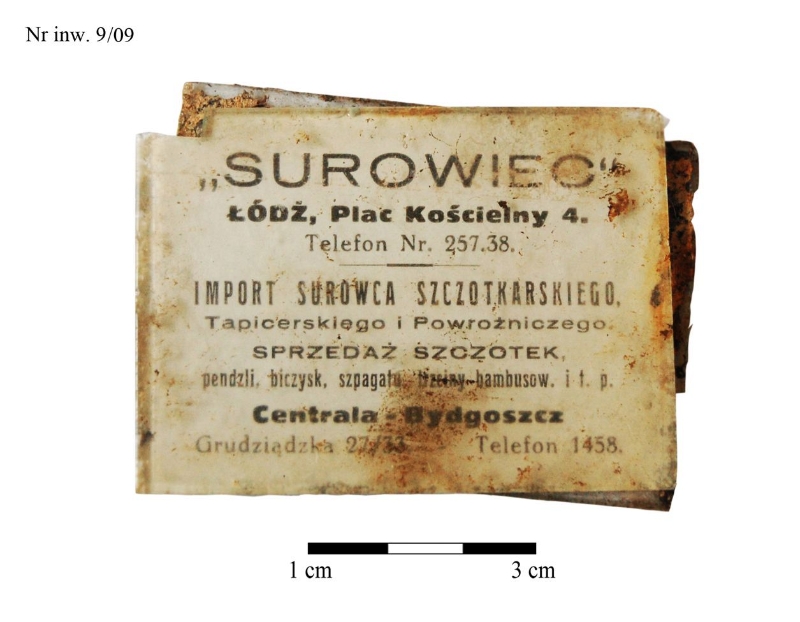 Nr inw. 9/09
„SUROWIEC“
ŁÓDŹ, Plac Kościelny 4.
Telefon Nr. 257.38.
IMPORT SUROWCA SZCZOTKARSKIEGO,
Tapicerskiego i Powroźniczego.
SPRZEDAŻ SZCZOTEK,
pendzli, biczysk, szpagatu, trzciny bambusow. i t. p.
Centrala - Bydgoszcz
Grudziądzka 27/33 — Telefon 1458.
1 cm 3 cm